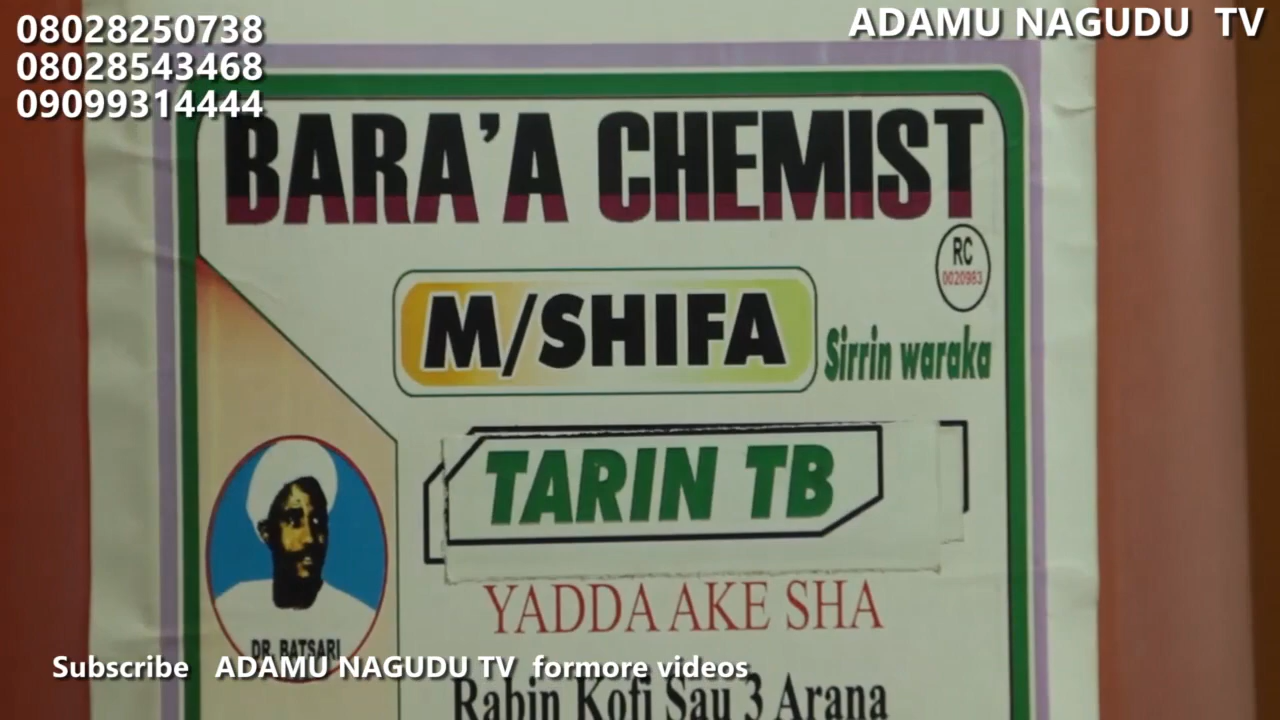 08028250738
08028543468
09099314444
ADAMU NAGUDU TV
BARA'A CHEMIST
RC
0020983
M/SHIFA
Sirrin waraka
TARIN TB
YADDA AKE SHA
DR. BATSARI
Subscribe ADAMU NAGUDU TV formore videos
Rabin Kofi Sau 3 Arana